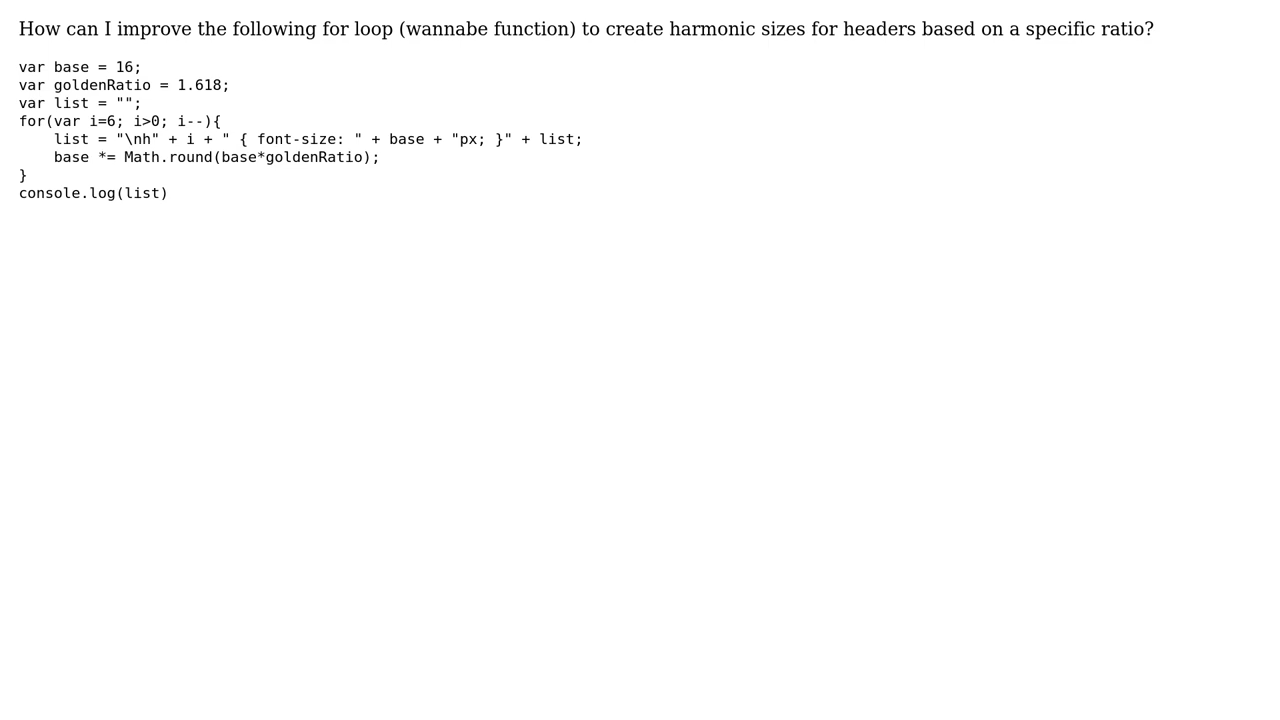 How can I improve the following for loop (wannabe function) to create harmonic sizes for headers based on a specific ratio?
var base = 16;
var goldenRatio = 1.618;
var list = "";
for(var i=6; i>0; i--){
    list = "\nh" + i + " { font-size: " + base + "px; }" + list;
    base *= Math.round(base*goldenRatio);
}
console.log(list)